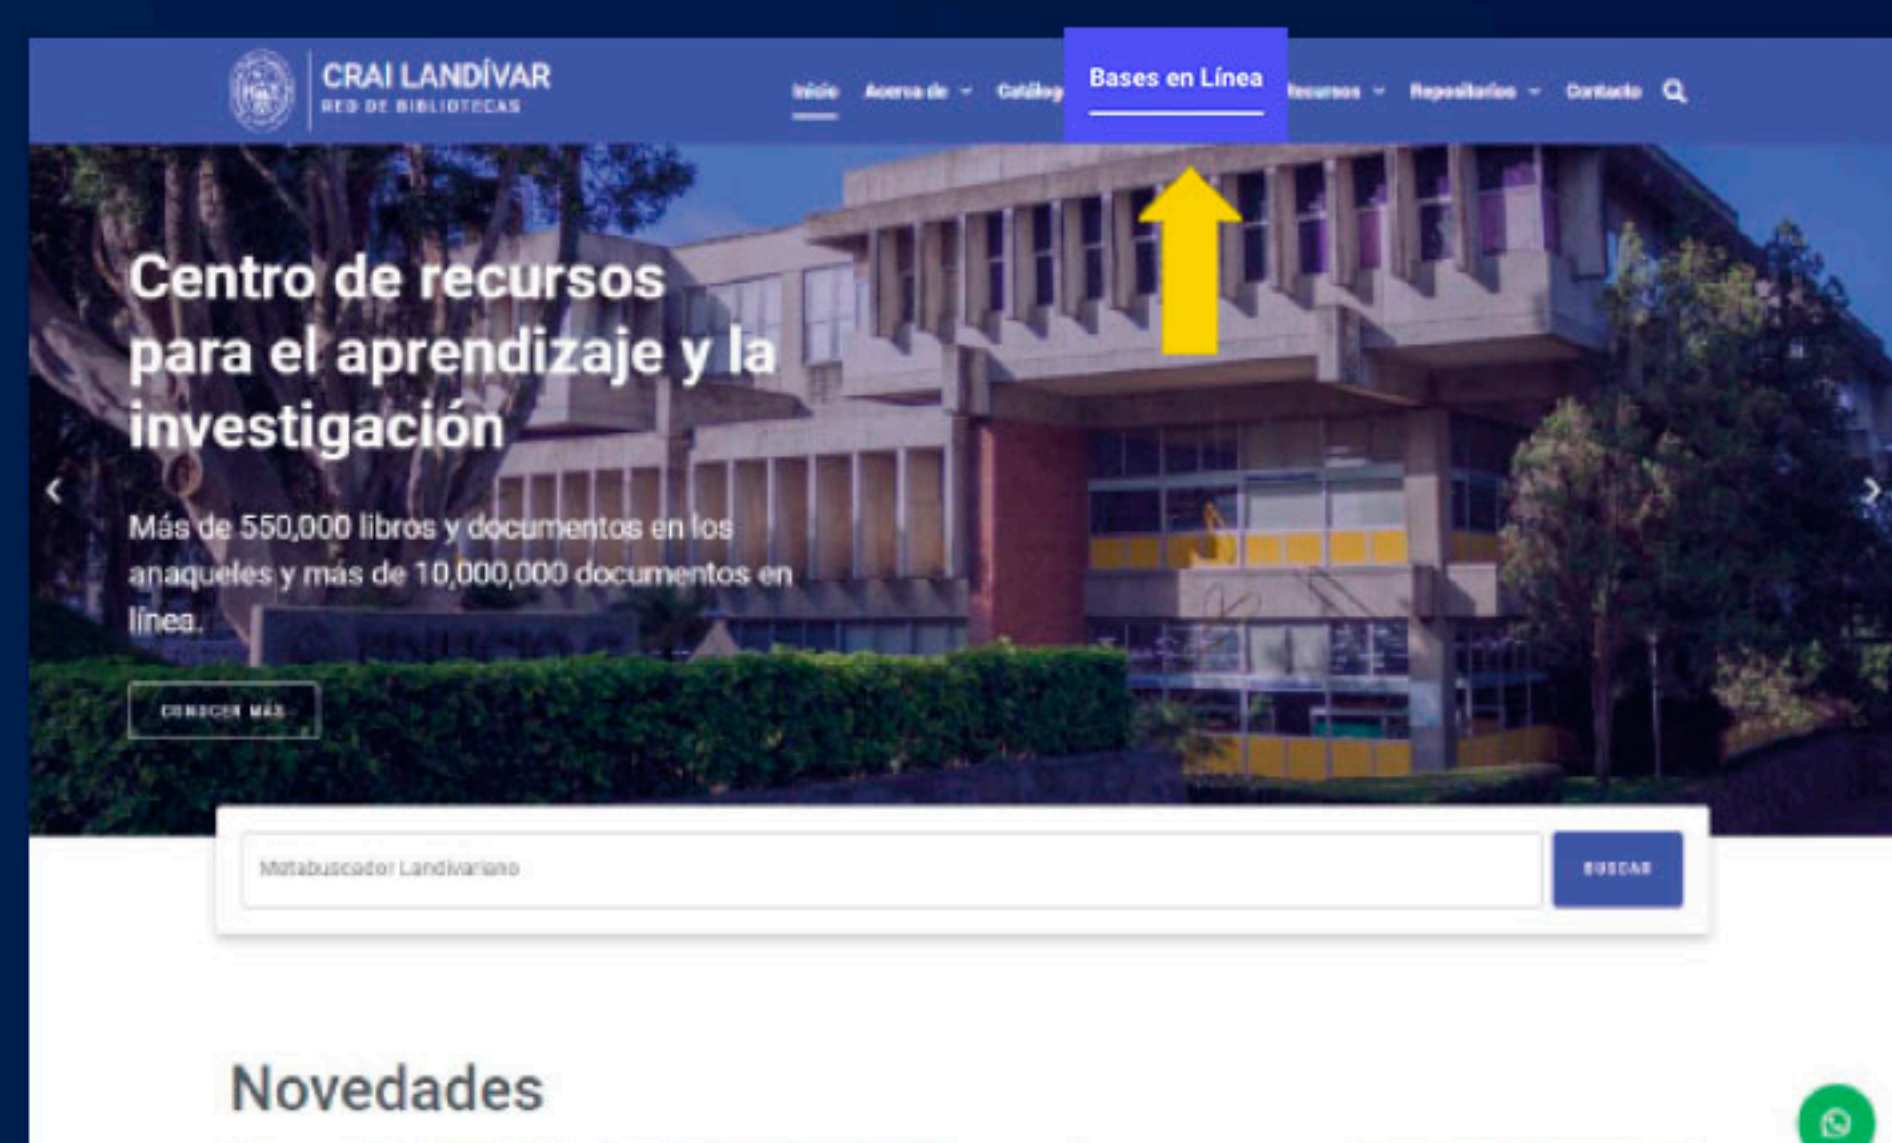 CRAI LANDÍVAR
RED DE BIBLIOTECAS
Inicio Acerca de Catálog Bases en Línea Recursos Repositorios Contacto
Centro de recursos
para el aprendizaje y la
investigación
Más de 550,000 libros y documentos en los
anaqueles y más de 10,000,000 documentos en
línea.
CONOCER MÁS
Metabuscador Landivariano
BUSCAR
Novedades